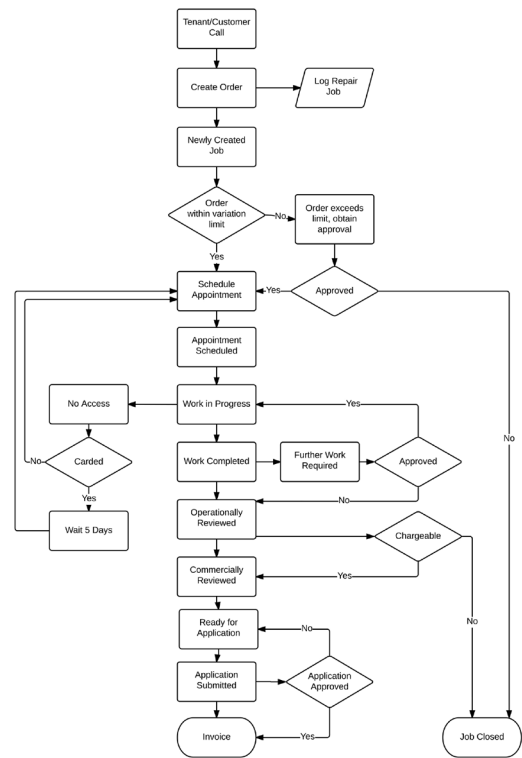 Tenant/Customer
Call
Create Order
Log Repair
Job
Newly Created
Job
Order
within variation
limit
No
Order exceeds
limit, obtain
approval
Yes
Schedule
Appointment
Yes
Approved
Appointment
Scheduled
No Access
Work in Progress
Yes
No
Carded
No
Work Completed
Further Work
Required
Approved
Yes
No
Wait 5 Days
Operationally
Reviewed
Chargeable
Commercially
Reviewed
Yes
No
Ready for
Application
No
Application
Submitted
Application
Approved
Invoice
Yes
Job Closed